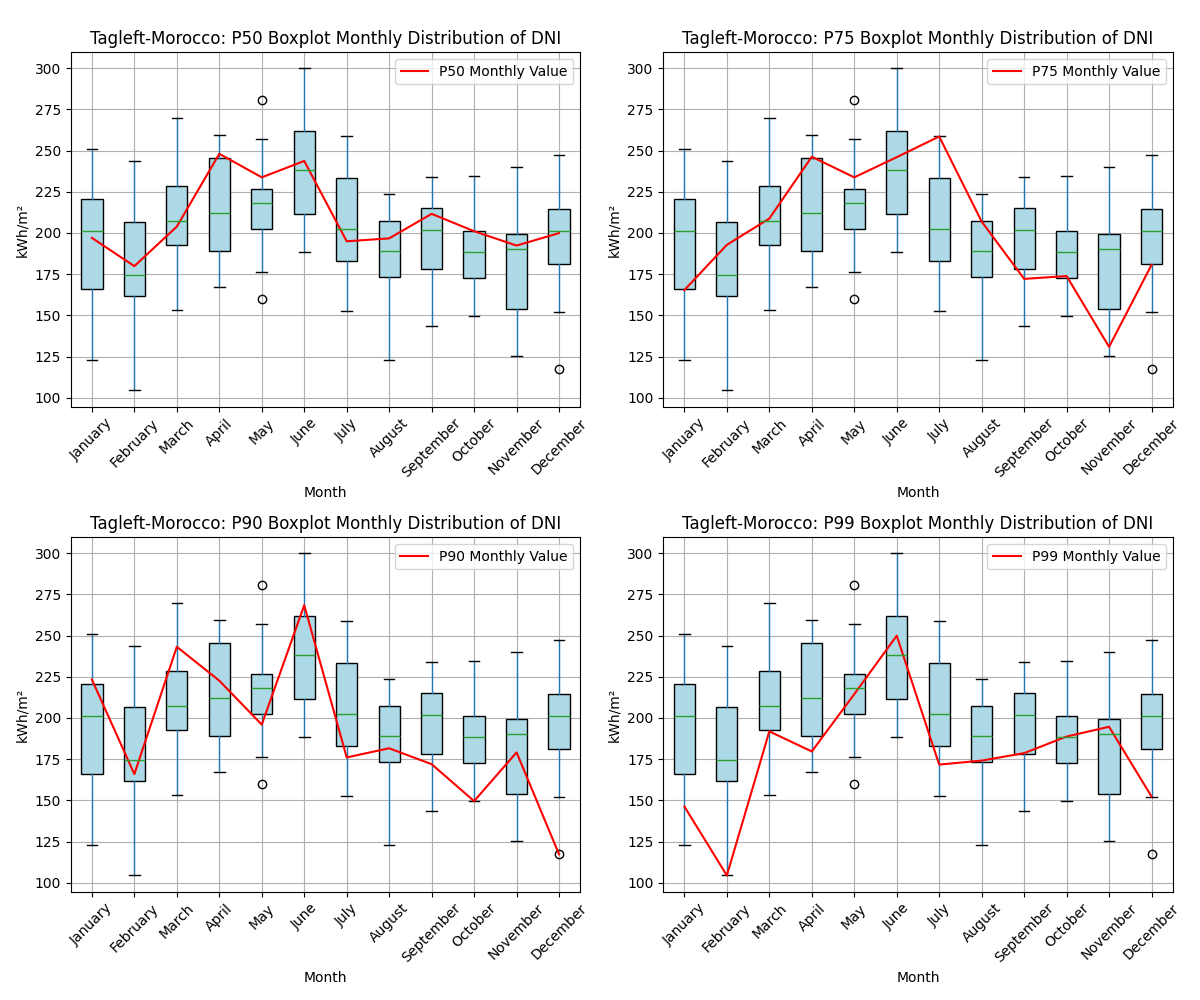 Tagleft-Morocco: P50 Boxplot Monthly Distribution of DNI
P50 Monthly Value
300
275
250
225
200
175
150
125
100
kWh/m²
January
February
March
April
May
June
July
August
September
October
November
December
Month
Tagleft-Morocco: P75 Boxplot Monthly Distribution of DNI
P75 Monthly Value
300
275
250
225
200
175
150
125
100
kWh/m²
January
February
March
April
May
June
July
August
September
October
November
December
Month
Tagleft-Morocco: P90 Boxplot Monthly Distribution of DNI
P90 Monthly Value
300
275
250
225
200
175
150
125
100
kWh/m²
January
February
March
April
May
June
July
August
September
October
November
December
Month
Tagleft-Morocco: P99 Boxplot Monthly Distribution of DNI
P99 Monthly Value
300
275
250
225
200
175
150
125
100
kWh/m²
January
February
March
April
May
June
July
August
September
October
November
December
Month